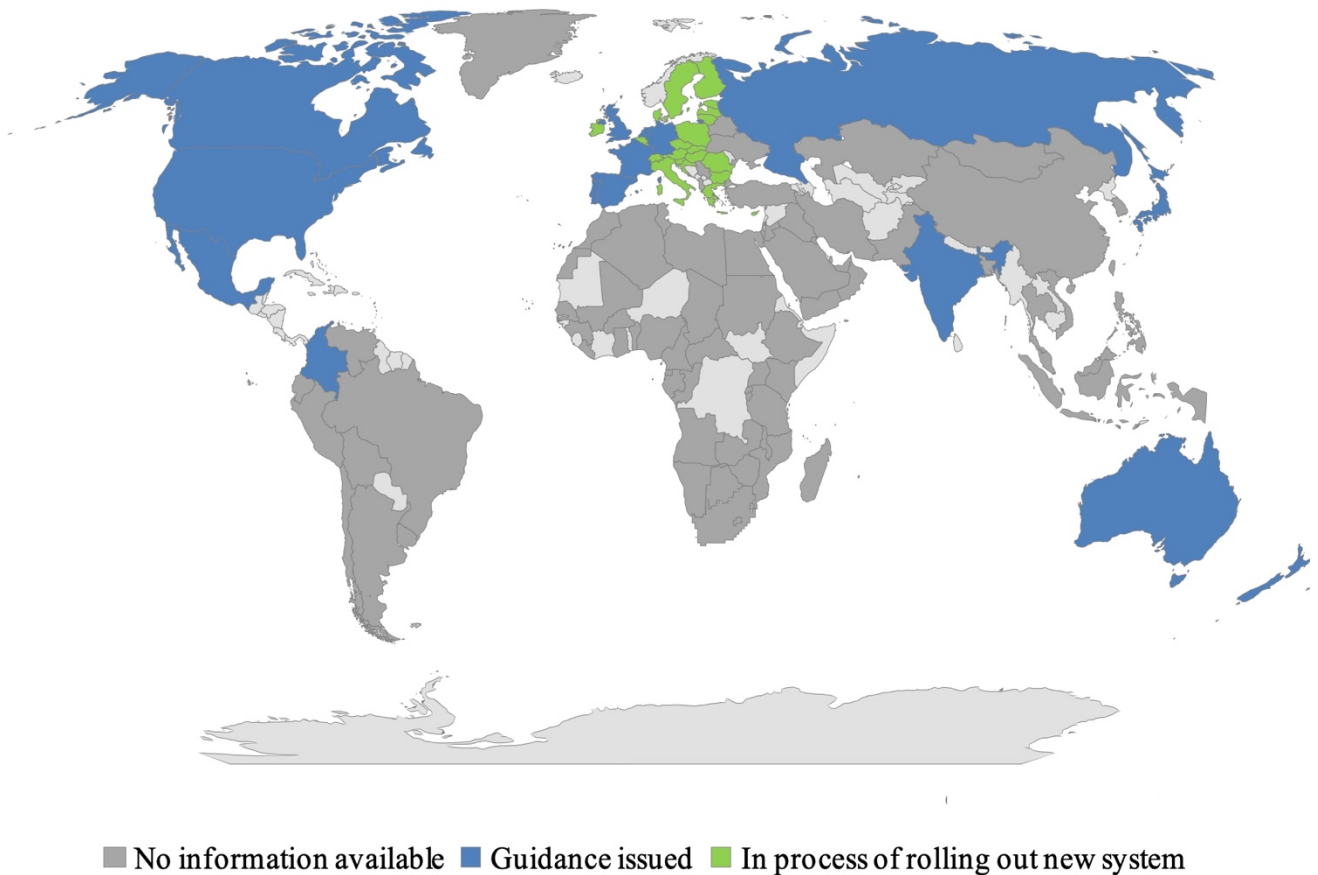 No information available Guidance issued In process of rolling out new system